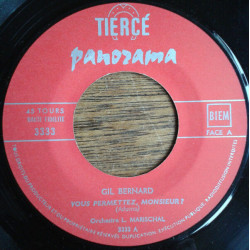 TIERCÉ
panorama
45 TOURS
3333
BIEM
FACE A
GIL BERNARD
VOUS PERMETTEZ, MONSIEUR?
(Adamo)
Orchestre L. MARECHAL
3333 A